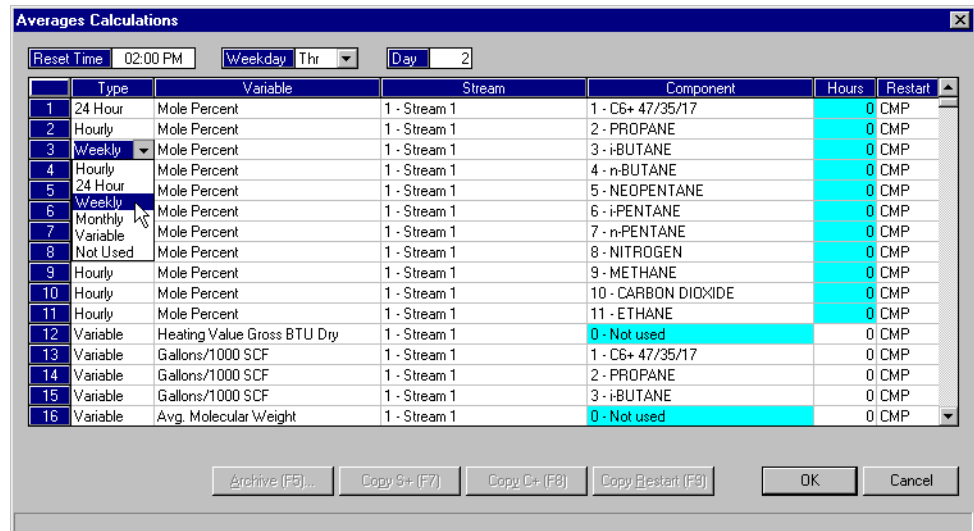 Averages Calculations
Reset Time 02:00 PM Weekday Thr Day 2
Type Variable Stream Component Hours Restart
1 24 Hour Mole Percent 1 - Stream 1 1 - C6+ 47/35/17 0 CMP
2 Hourly Mole Percent 1 - Stream 1 2 - PROPANE 0 CMP
3 Weekly Mole Percent 1 - Stream 1 3 - i-BUTANE 0 CMP
4 Hourly Mole Percent 1 - Stream 1 4 - n-BUTANE 0 CMP
5 24 Hour Mole Percent 1 - Stream 1 5 - NEOPENTANE 0 CMP
Weekly
6 Monthly Mole Percent 1 - Stream 1 6 - i-PENTANE 0 CMP
7 Variable Mole Percent 1 - Stream 1 7 - n-PENTANE 0 CMP
8 Not Used Mole Percent 1 - Stream 1 8 - NITROGEN 0 CMP
9 Hourly Mole Percent 1 - Stream 1 9 - METHANE 0 CMP
10 Hourly Mole Percent 1 - Stream 1 10 - CARBON DIOXIDE 0 CMP
11 Hourly Mole Percent 1 - Stream 1 11 - ETHANE 0 CMP
12 Variable Heating Value Gross BTU Dry 1 - Stream 1 0 - Not used 0 CMP
13 Variable Gallons/1000 SCF 1 - Stream 1 1 - C6+ 47/35/17 0 CMP
14 Variable Gallons/1000 SCF 1 - Stream 1 2 - PROPANE 0 CMP
15 Variable Gallons/1000 SCF 1 - Stream 1 3 - i-BUTANE 0 CMP
16 Variable Avg. Molecular Weight 1 - Stream 1 0 - Not used 0 CMP
Archive (F5)... Copy S+ (F7) Copy C+ (F8) Copy Restart (F9) OK Cancel